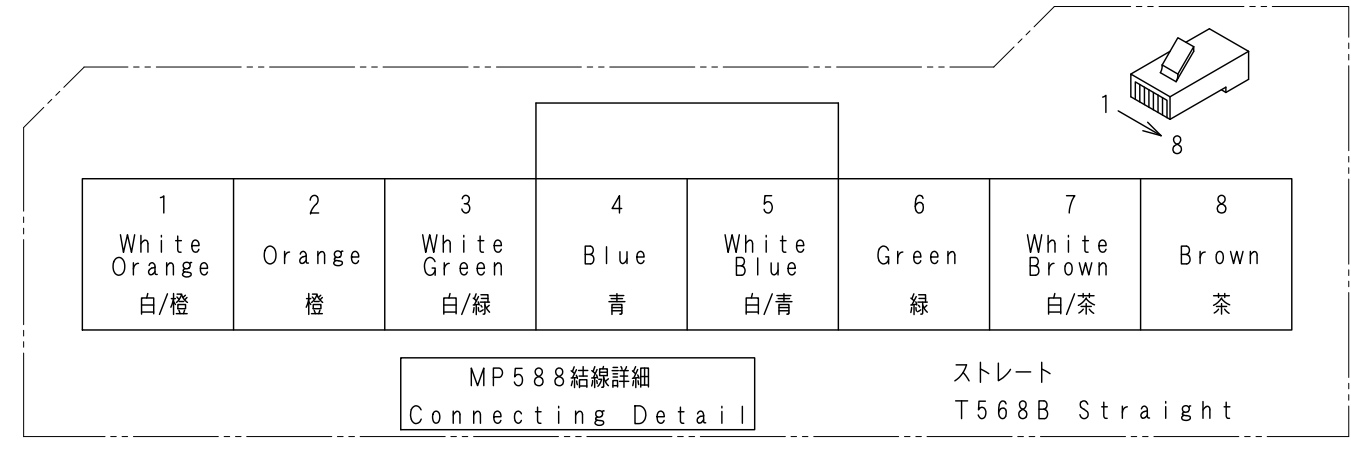 1
8
1
White
Orange
白/橙
2
Orange
橙
3
White
Green
白/緑
4
Blue
青
5
White
Blue
白/青
6
Green
緑
7
White
Brown
白/茶
8
Brown
茶
MP588結線詳細
Connecting Detail
ストレート
T568B Straight